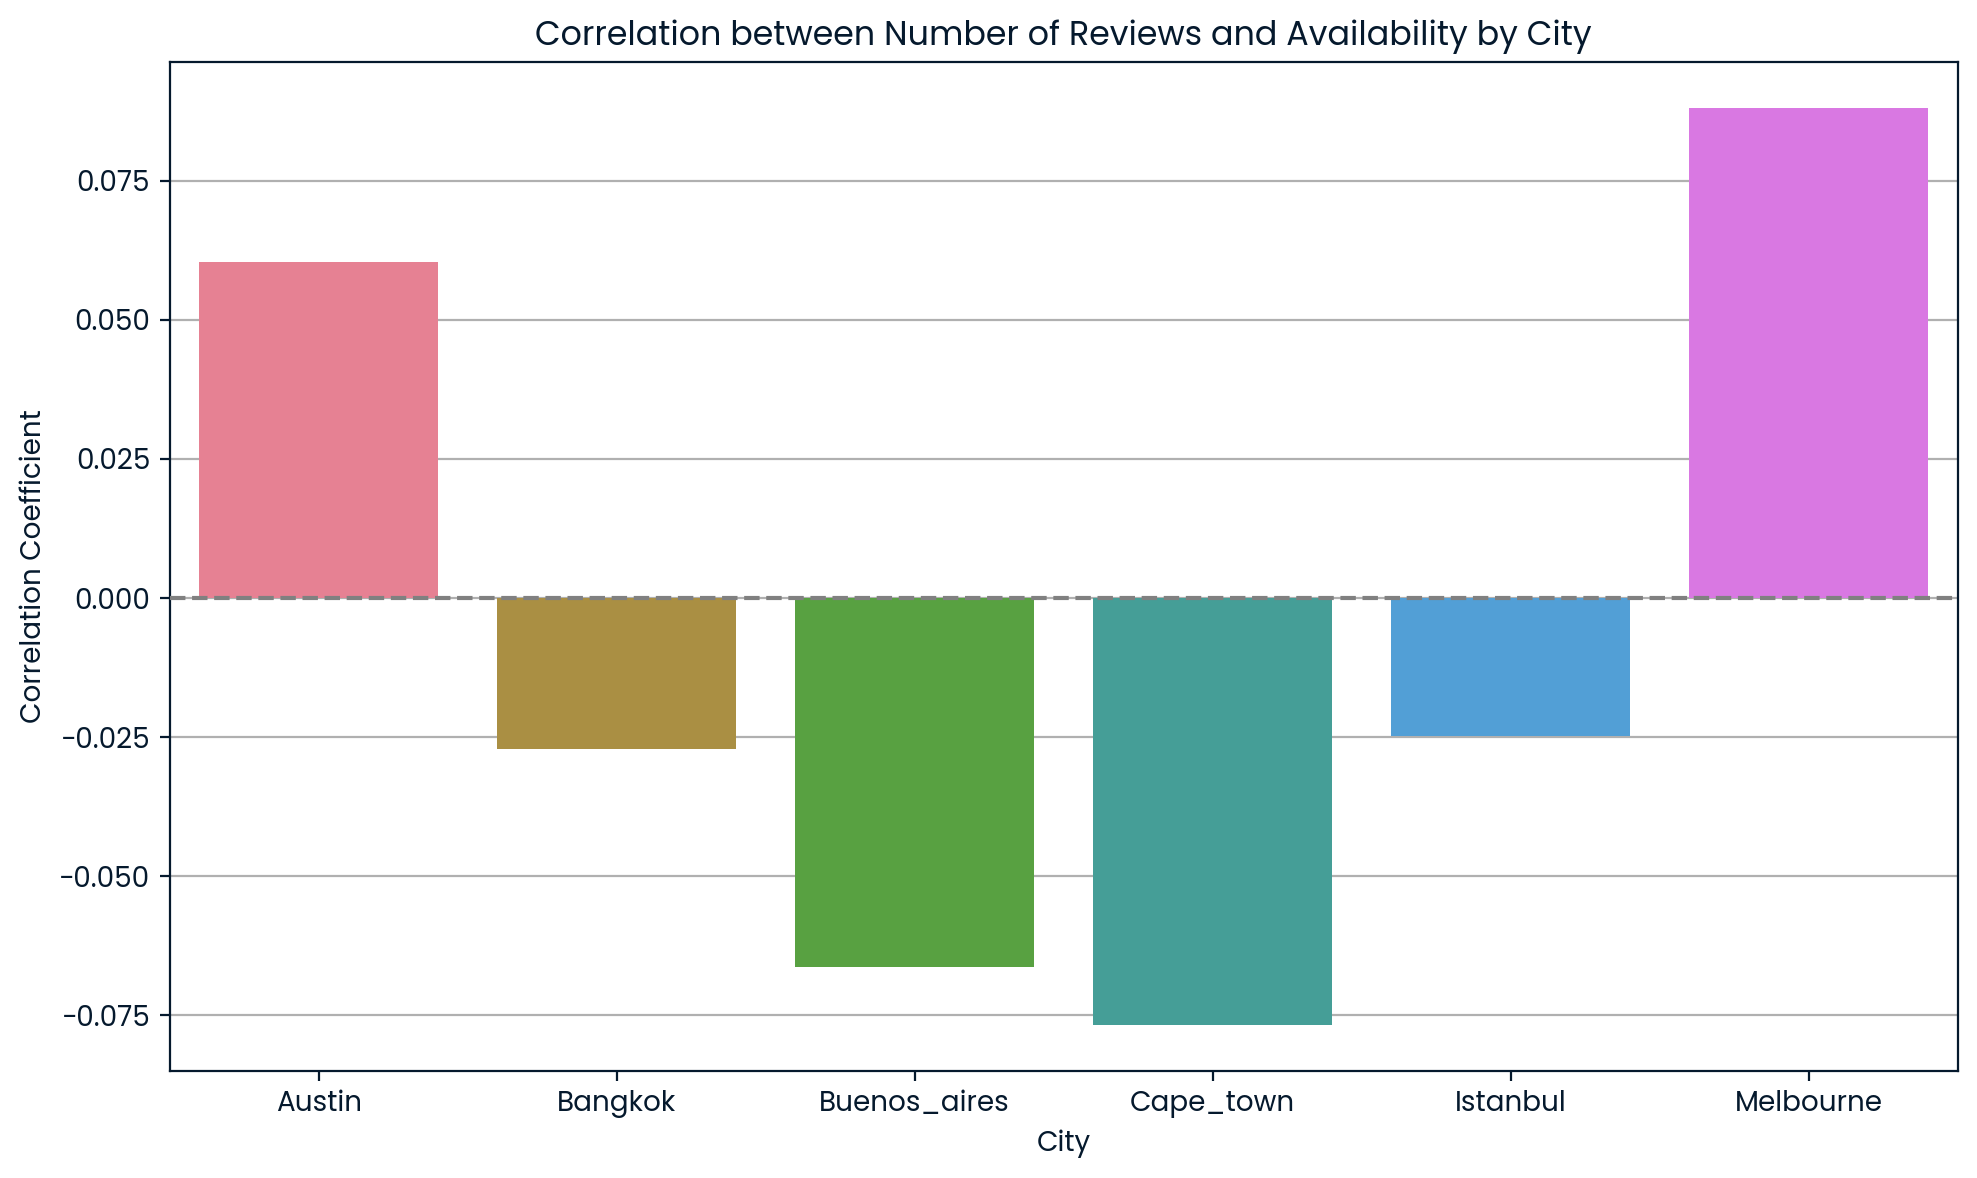 Correlation between Number of Reviews and Availability by City
Correlation Coefficient
0.075
0.050
0.025
0.000
−0.025
−0.050
−0.075
Austin
Bangkok
Buenos_aires
Cape_town
Istanbul
Melbourne
City